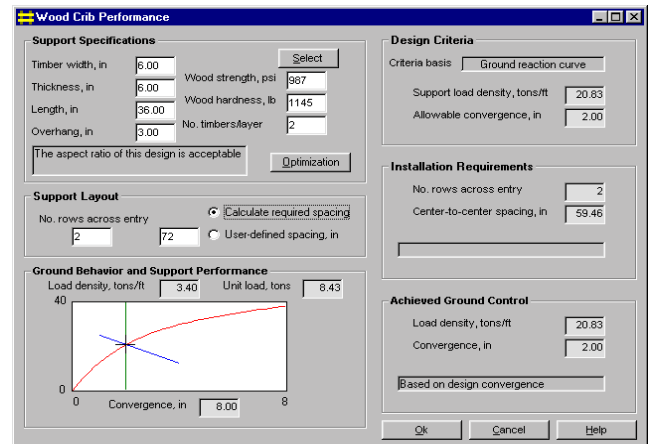 Wood Crib Performance
Support Specifications
Timber width, in 6.00
Thickness, in 6.00
Length, in 36.00
Overhang, in 3.00
Select
Wood strength, psi 987
Wood hardness, lb 1145
No. timbers/layer 2
The aspect ratio of this design is acceptable
Optimization
Support Layout
No. rows across entry
2 72
Calculate required spacing
User-defined spacing, in
Ground Behavior and Support Performance
Load density, tons/ft 3.40 Unit load, tons 8.43
40
0
0 Convergence, in 8.00 8
Design Criteria
Criteria basis Ground reaction curve
Support load density, tons/ft 20.83
Allowable convergence, in 2.00
Installation Requirements
No. rows across entry 2
Center-to-center spacing, in 59.46
Achieved Ground Control
Load density, tons/ft 20.83
Convergence, in 2.00
Based on design convergence
Ok Cancel Help